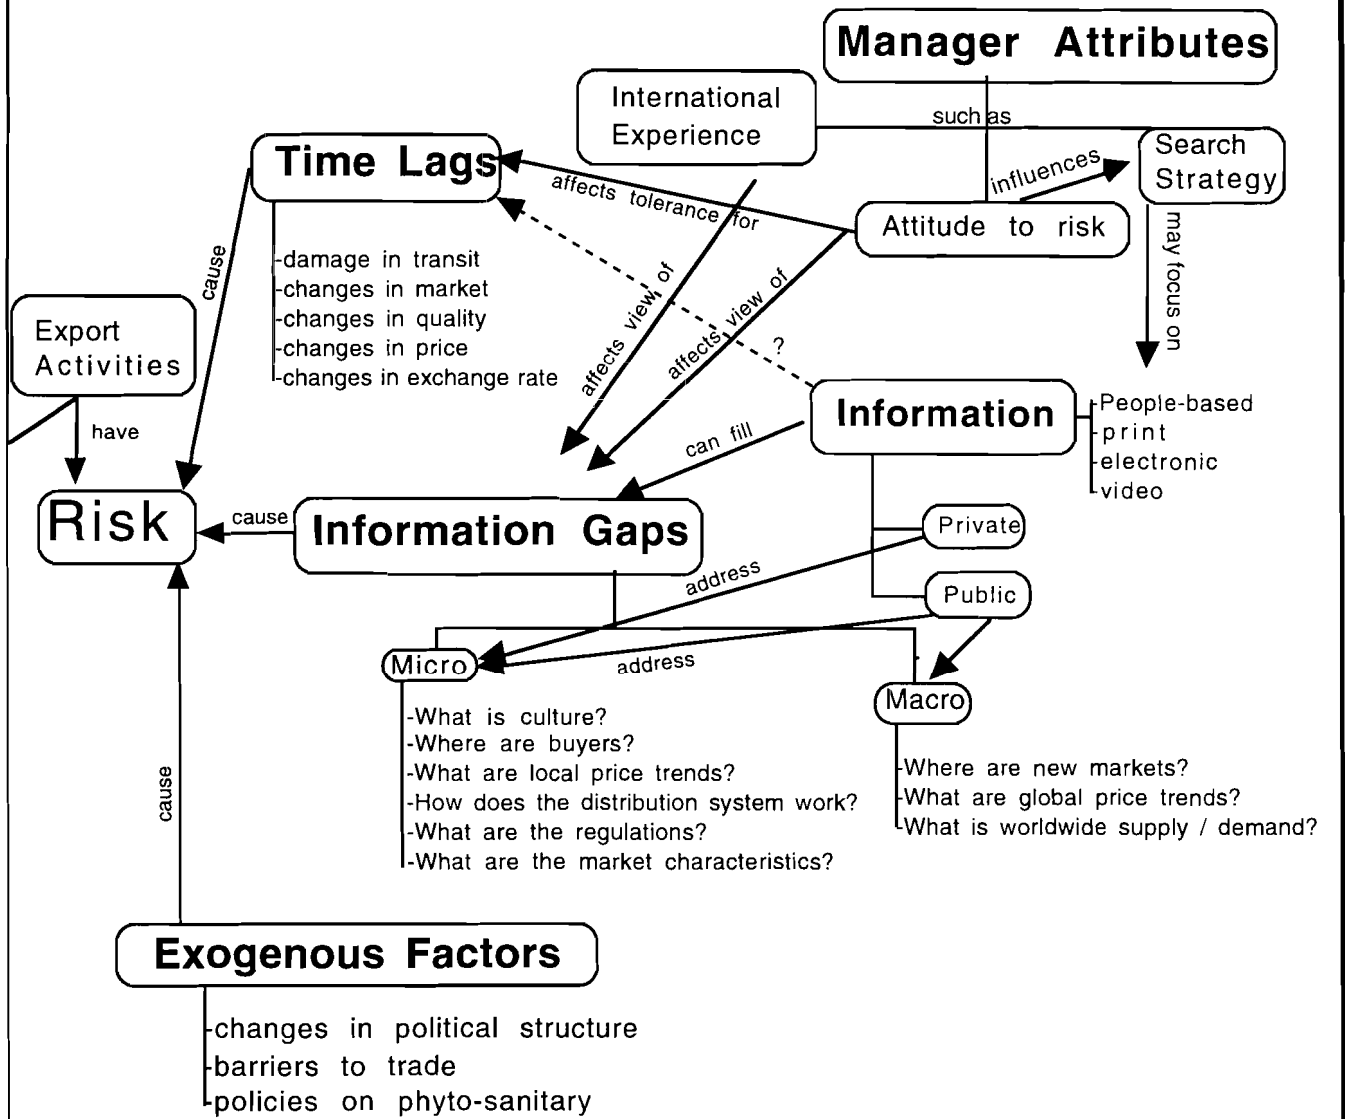 Manager Attributes
International
Experience
such as
Search
Strategy
influences
Time Lags
affects tolerance for
Attitude to risk
may focus on
-damage in transit
-changes in market
-changes in quality
-changes in price
-changes in exchange rate
cause
affects view of
affects view of
?
Export
Activities
have
Information
-People-based
-print
-electronic
-video
can fill
Risk
cause
Information Gaps
Private
address
Public
Micro
address
Macro
-What is culture?
-Where are buyers?
-What are local price trends?
-How does the distribution system work?
-What are the regulations?
-What are the market characteristics?
-Where are new markets?
-What are global price trends?
-What is worldwide supply / demand?
cause
Exogenous Factors
-changes in political structure
-barriers to trade
-policies on phyto-sanitary